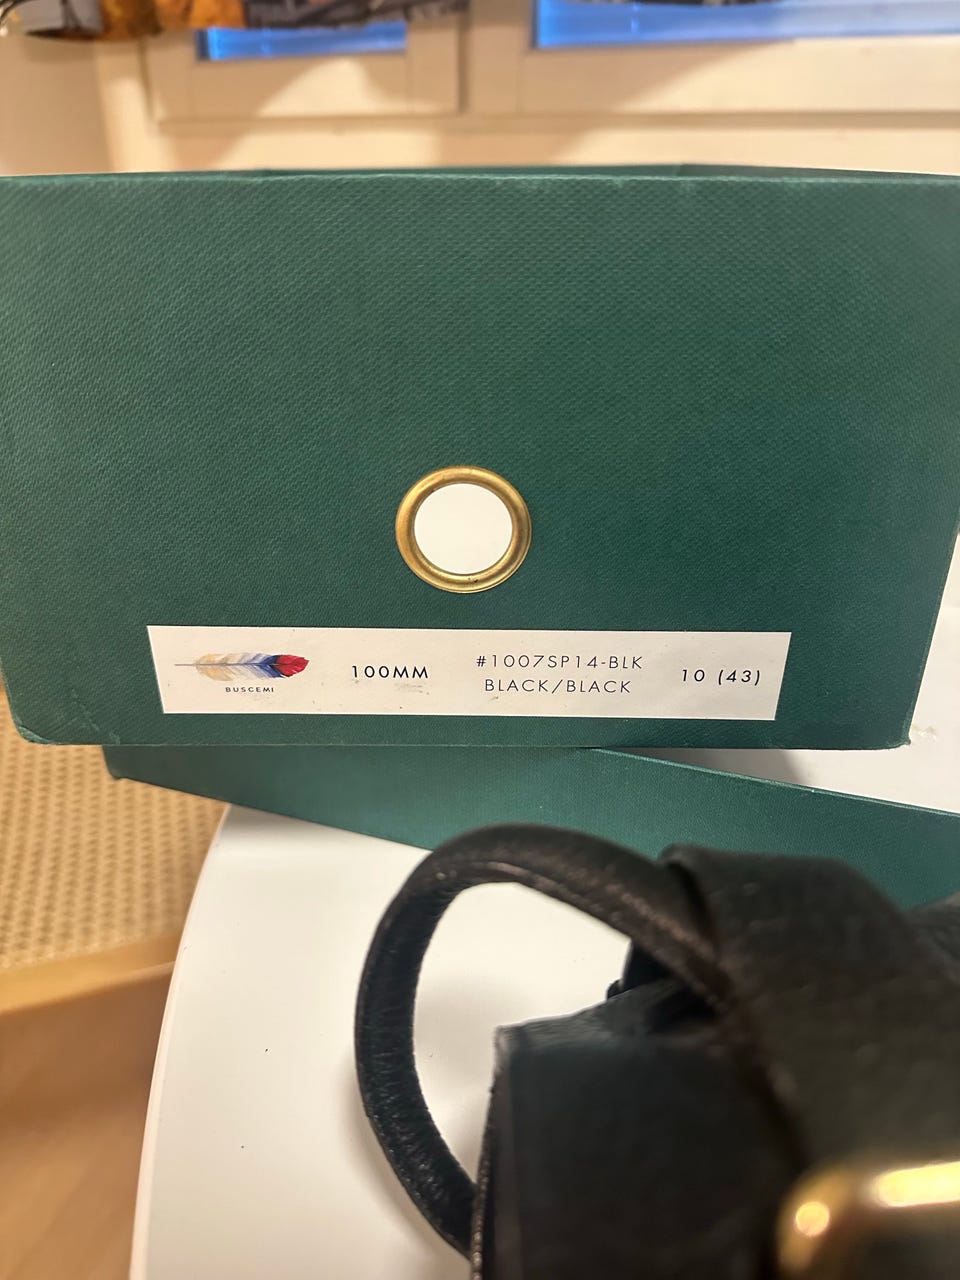 BUSCEMI
100MM
#1007SP14-BLK
BLACK/BLACK
10 (43)